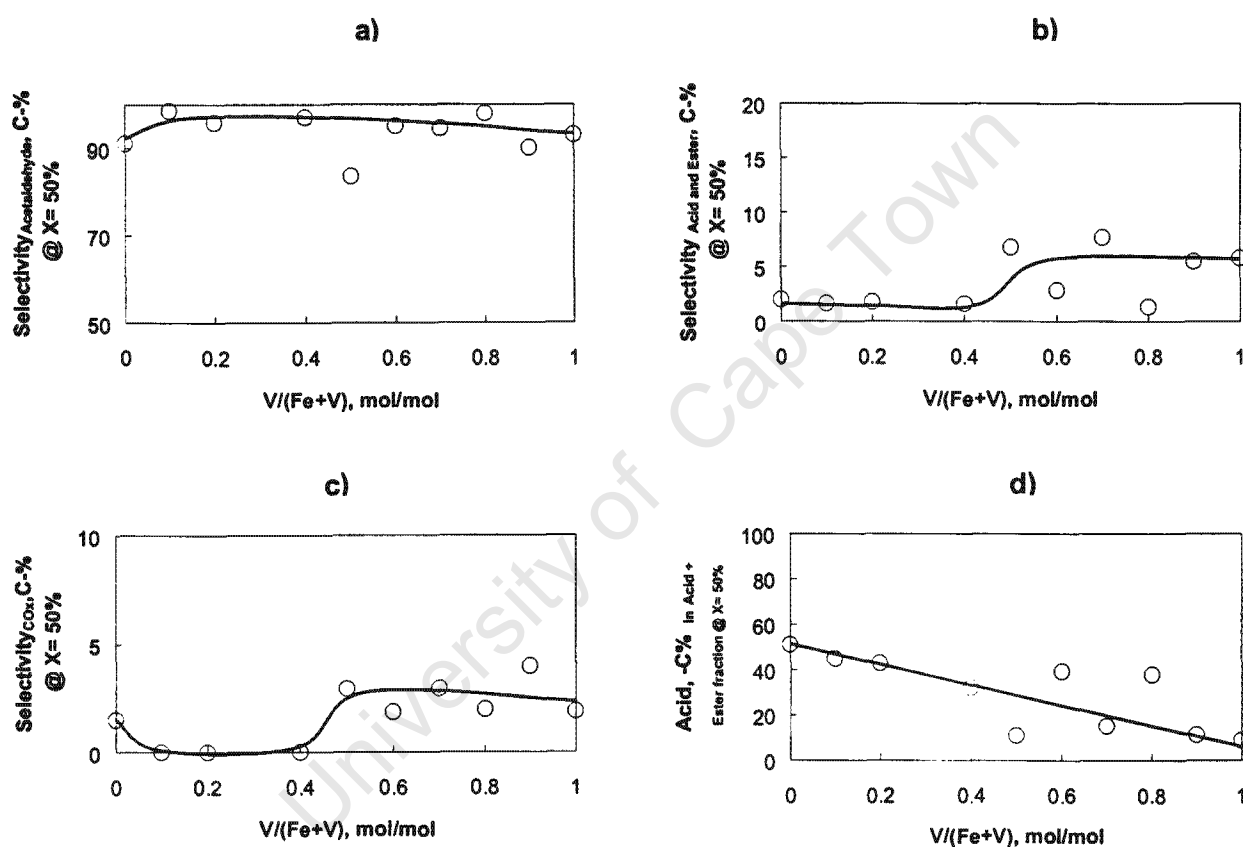 a)
Selectivity Acetaldehyde, C-%
@ X= 50%
90
70
50
0 0.2 0.4 0.6 0.8 1
V/(Fe+V), mol/mol
b)
Selectivity Acid and Ester, C-%
@ X= 50%
20
15
10
5
0
0 0.2 0.4 0.6 0.8 1
V/(Fe+V), mol/mol
c)
Selectivity COx, C-%
@ X= 50%
10
5
0
0 0.2 0.4 0.6 0.8 1
V/(Fe+V), mol/mol
d)
Acid, -C% in Acid +
Ester fraction @ X= 50%
100
80
60
40
20
0
0 0.2 0.4 0.6 0.8 1
V/(Fe+V), mol/mol
University of Cape Town